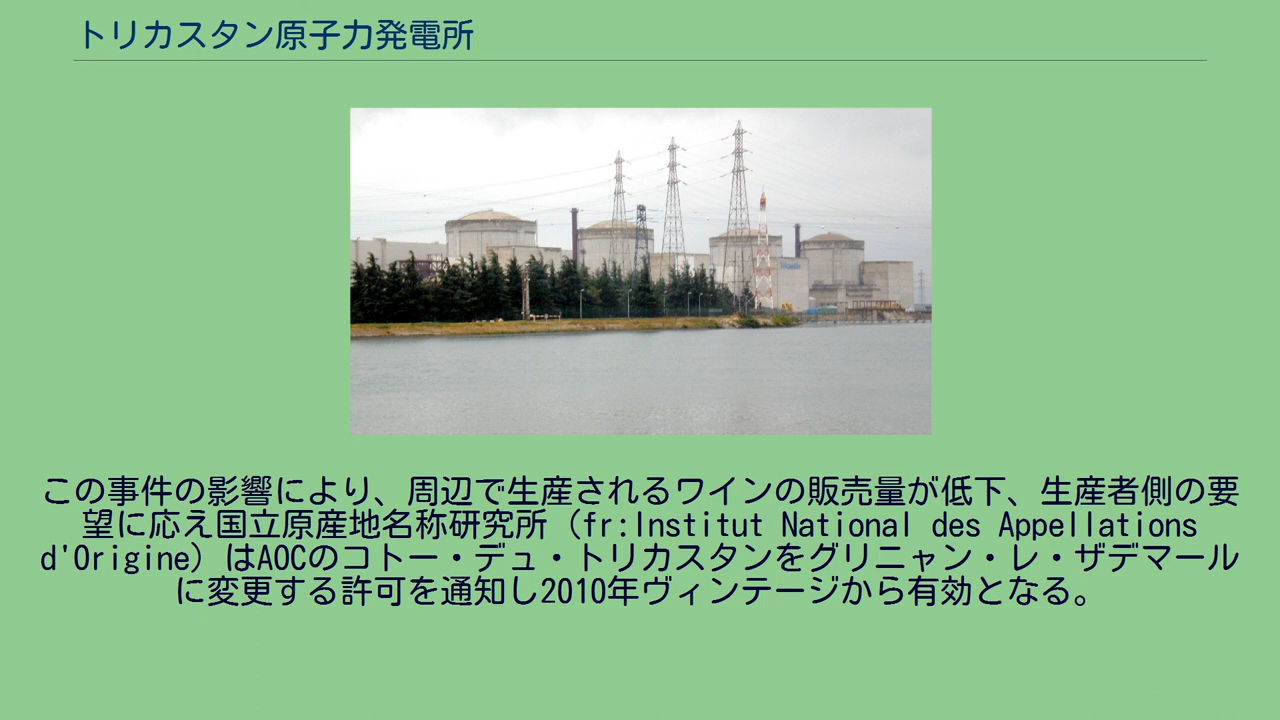 トリカスタン原子力発電所
この事件の影響により、周辺で生産されるワインの販売量が低下、生産者側の要
望に応え国立原産地名称研究所（fr:Institut National des Appellations
d'Origine）はAOCのコトー・デュ・トリカスタンをグリニャン・レ・ザデマール
に変更する許可を通知し2010年ヴィンテージから有効となる。